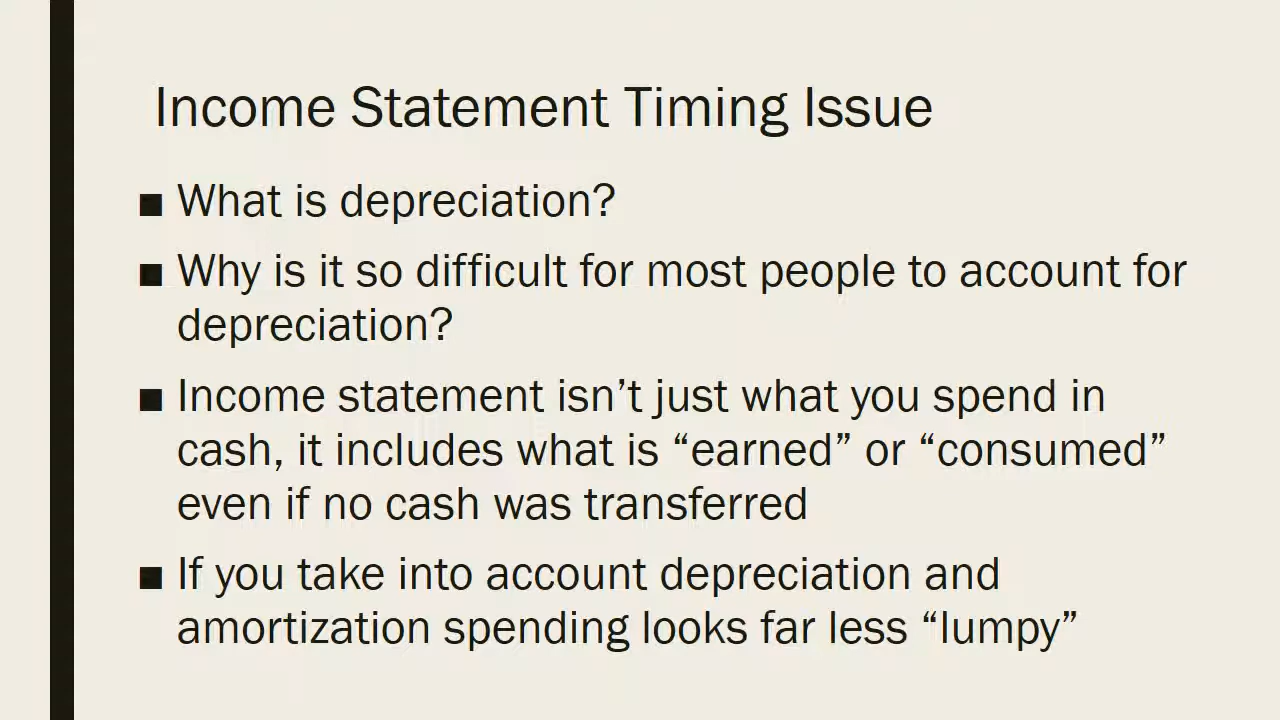 Income Statement Timing Issue
■ What is depreciation?
■ Why is it so difficult for most people to account for
depreciation?
■ Income statement isn’t just what you spend in
cash, it includes what is “earned” or “consumed”
even if no cash was transferred
■ If you take into account depreciation and
amortization spending looks far less “lumpy”